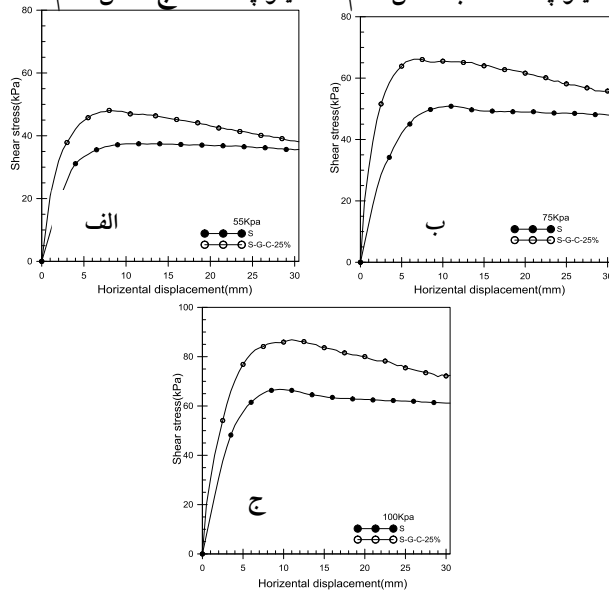 80
60
40
20
0
Shear stress(kPa)
0 5 10 15 20 25 30
Horizental displacement(mm)
الف
55Kpa
S
S-G-C-25%
80
60
40
20
0
Shear stress(kPa)
0 5 10 15 20 25 30
Horizental displacement(mm)
ب
75Kpa
S
S-G-C-25%
100
80
60
40
20
0
Shear stress(kPa)
0 5 10 15 20 25 30
Horizental displacement(mm)
ج
100Kpa
S
S-G-C-25%